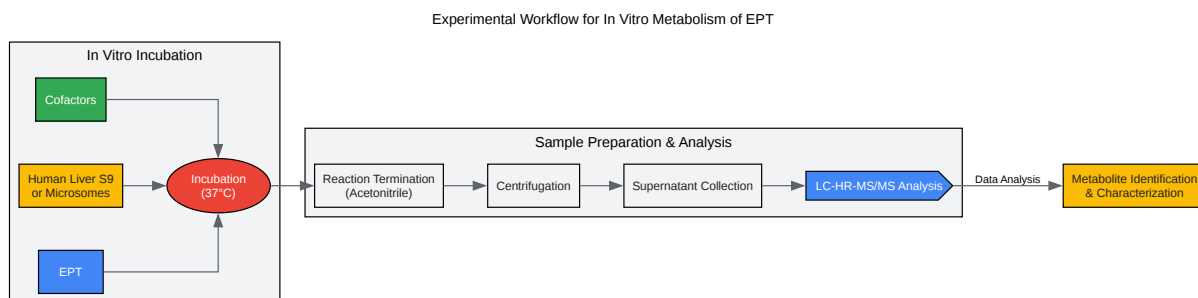 Experimental Workflow for In Vitro Metabolism of EPT
In Vitro Incubation
Cofactors
Human Liver S9
or Microsomes
EPT
Incubation
(37°C)
Sample Preparation & Analysis
Reaction Termination
(Acetonitrile)
Centrifugation
Supernatant Collection
LC-HR-MS/MS Analysis
Data Analysis
Metabolite Identification
& Characterization